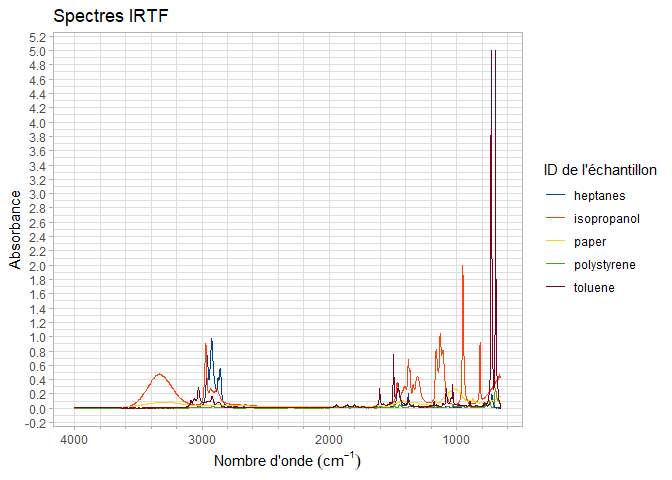 Spectres IRTF
5.2
5.0
4.8
4.6
4.4
4.2
4.0
3.8
3.6
3.4
3.2
3.0
2.8
2.6
2.4
2.2
2.0
1.8
1.6
1.4
1.2
1.0
0.8
0.6
0.4
0.2
0.0
-0.2
Absorbance
4000 3000 2000 1000
Nombre d'onde (cm⁻¹)
ID de l'échantillon
heptanes
isopropanol
paper
polystyrene
toluene